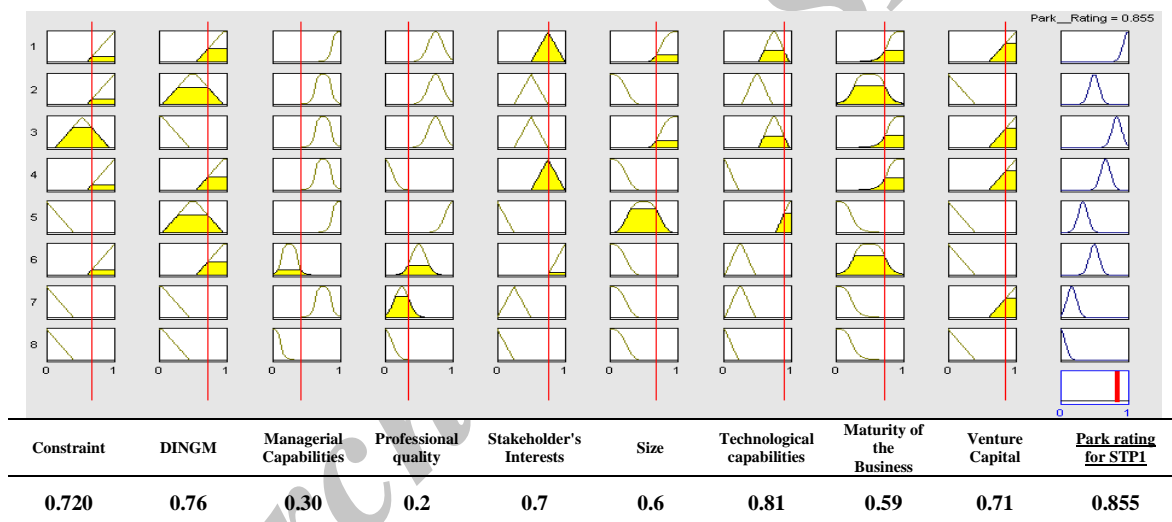 Park__Rating = 0.855
1
2
3
4
5
6
7
8
0 1 0 1 0 1 0 1 0 1 0 1 0 1 0 1 0 1
0 1
Constraint DINGM Managerial Capabilities Professional quality Stakeholder's Interests Size Technological capabilities Maturity of the Business Venture Capital Park rating for STP1
0.720 0.76 0.30 0.2 0.7 0.6 0.81 0.59 0.71 0.855